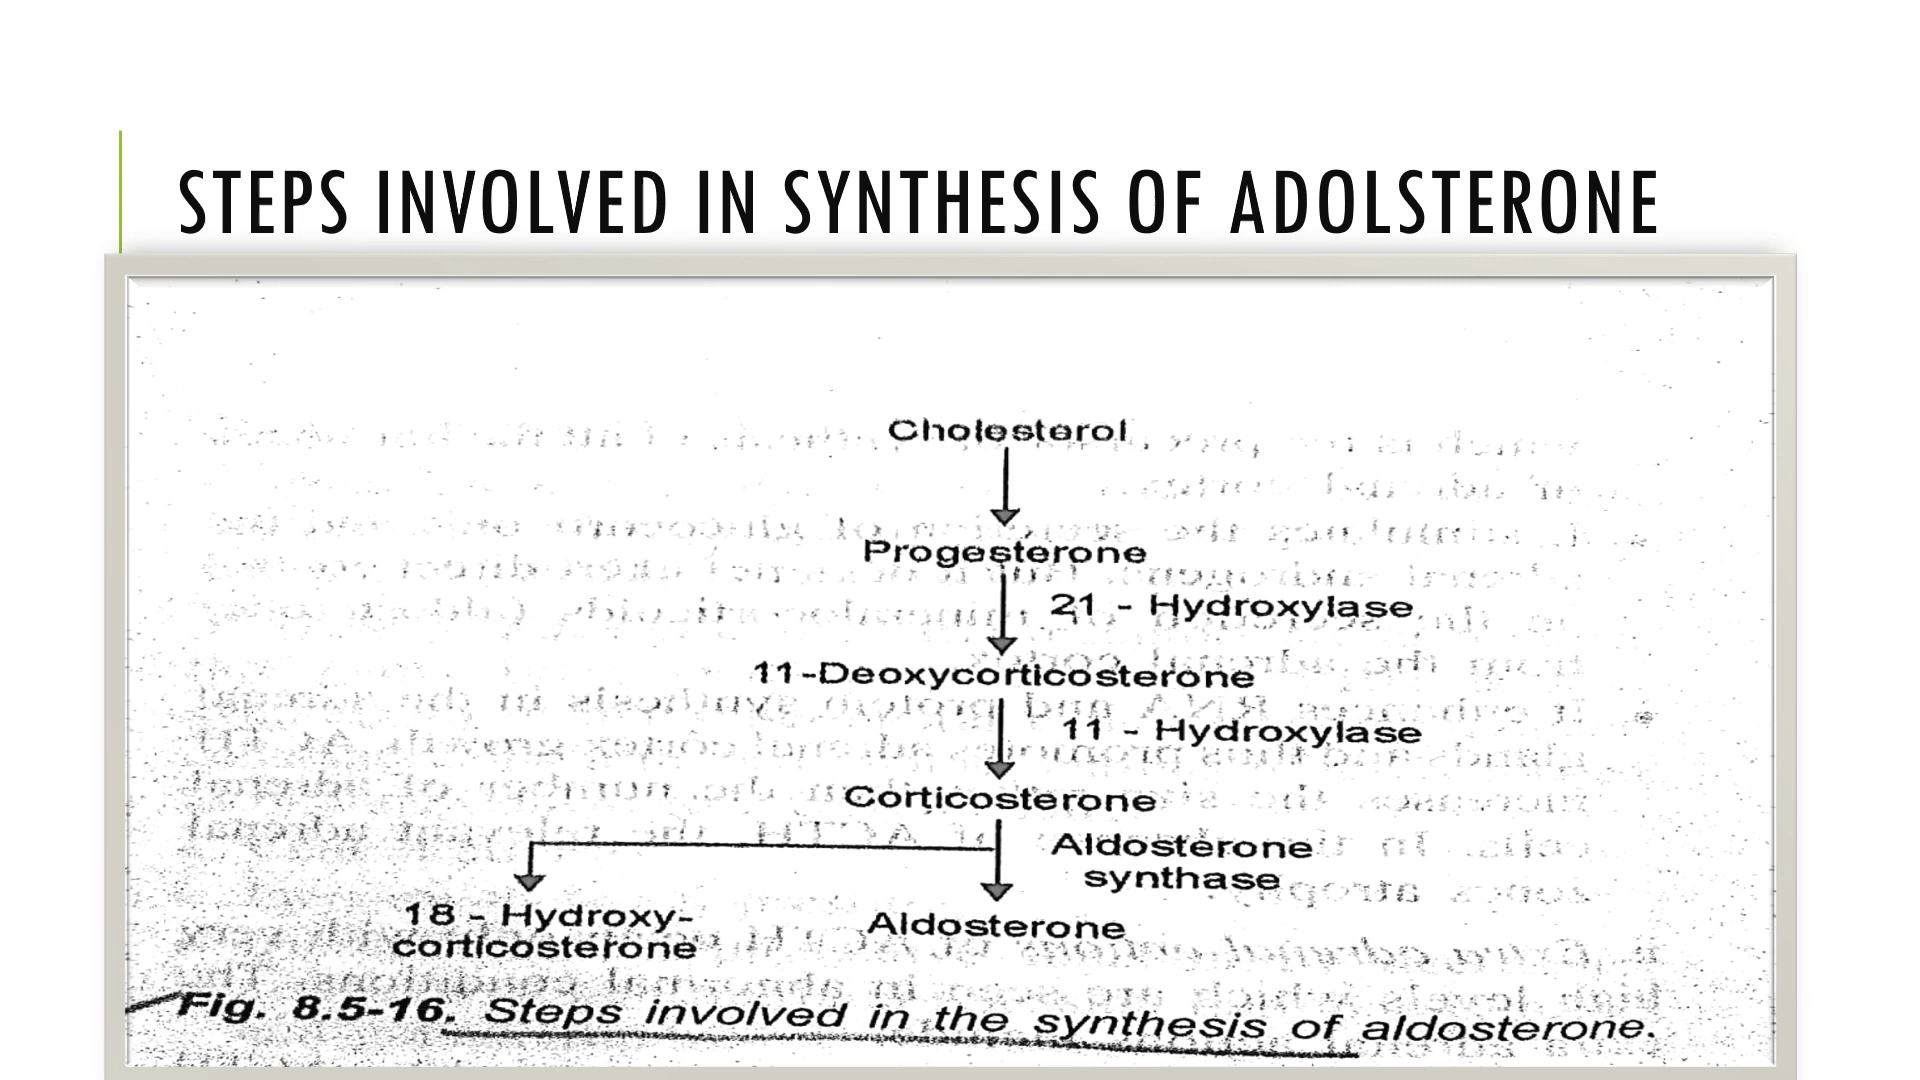 STEPS INVOLVED IN SYNTHESIS OF ADOLSTERONE
Cholesterol
Progesterone
21 - Hydroxylase
11-Deoxycorticosterone
11 - Hydroxylase
Corticosterone
Aldosterone
synthase
18 - Hydroxy-
corticosterone
Aldosterone
Fig. 8.5-16. Steps involved in the synthesis of aldosterone.